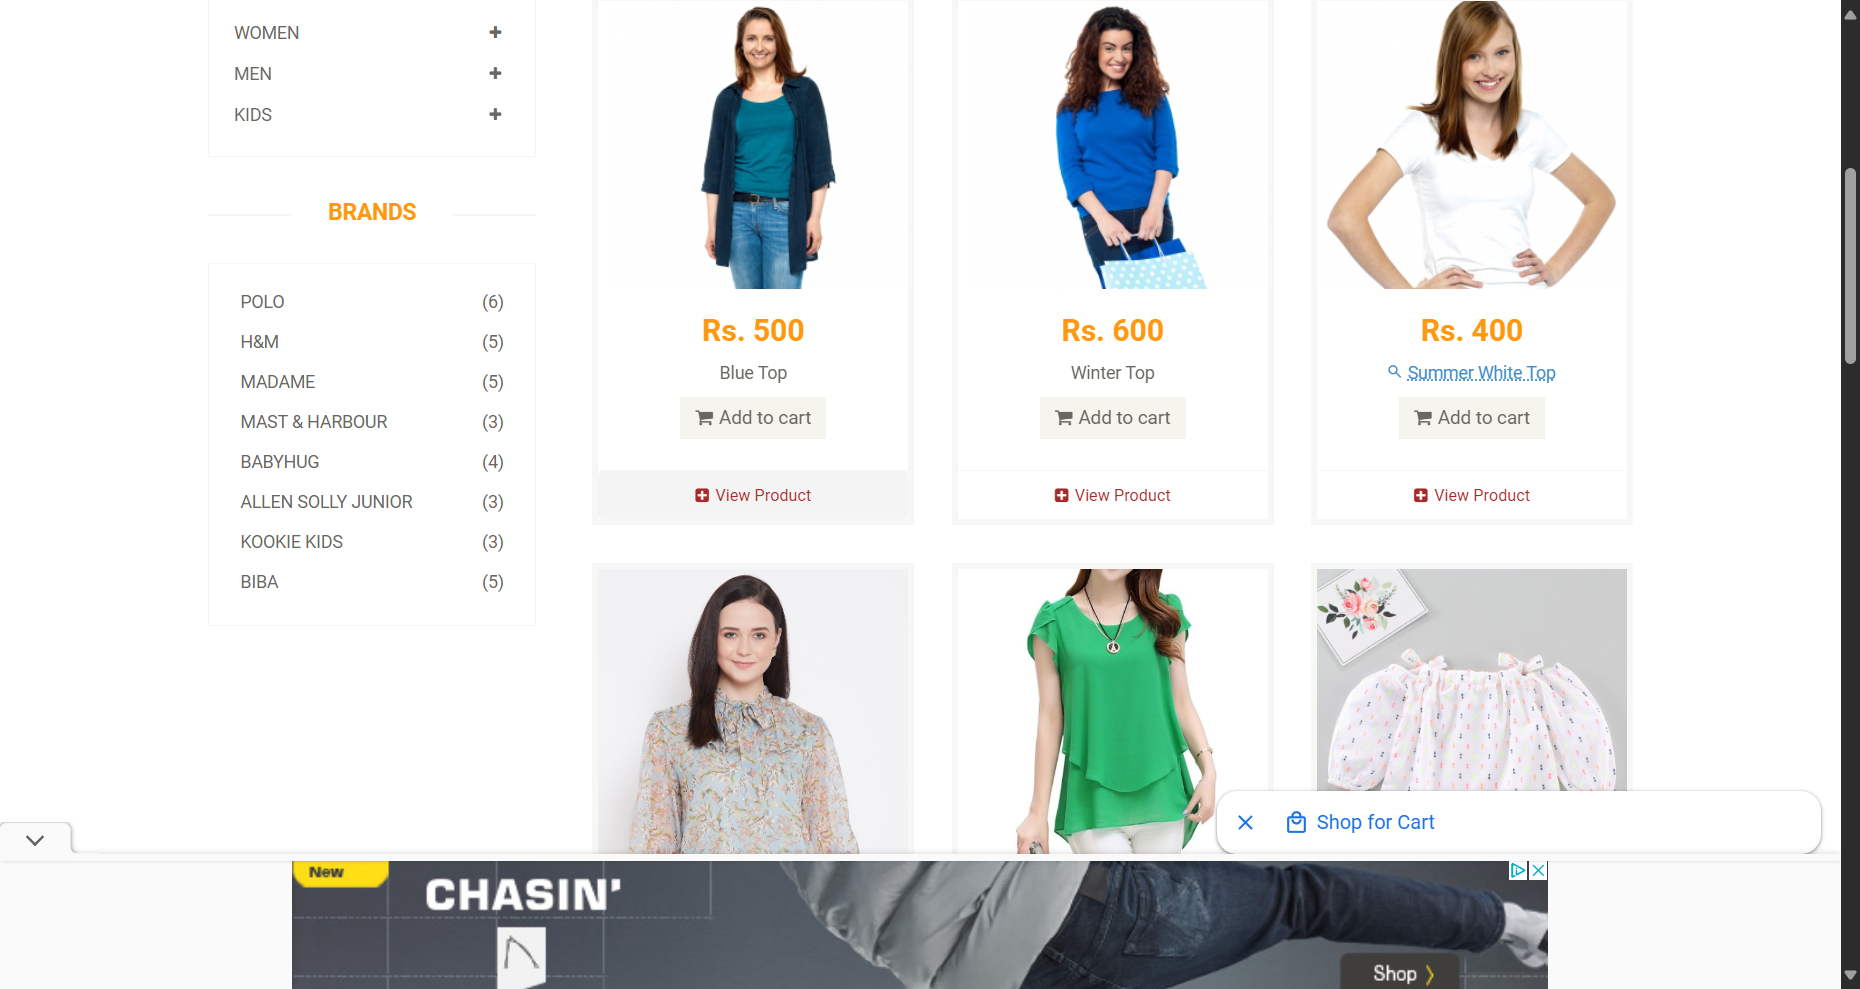 WOMEN
MEN
KIDS
BRANDS
POLO (6)
H&M (5)
MADAME (5)
MAST & HARBOUR (3)
BABYHUG (4)
ALLEN SOLLY JUNIOR (3)
KOOKIE KIDS (3)
BIBA (5)
Rs. 500
Blue Top
Add to cart
View Product
Rs. 600
Winter Top
Add to cart
View Product
Rs. 400
Summer White Top
Add to cart
View Product
Shop for Cart
New
CHASIN'
Shop